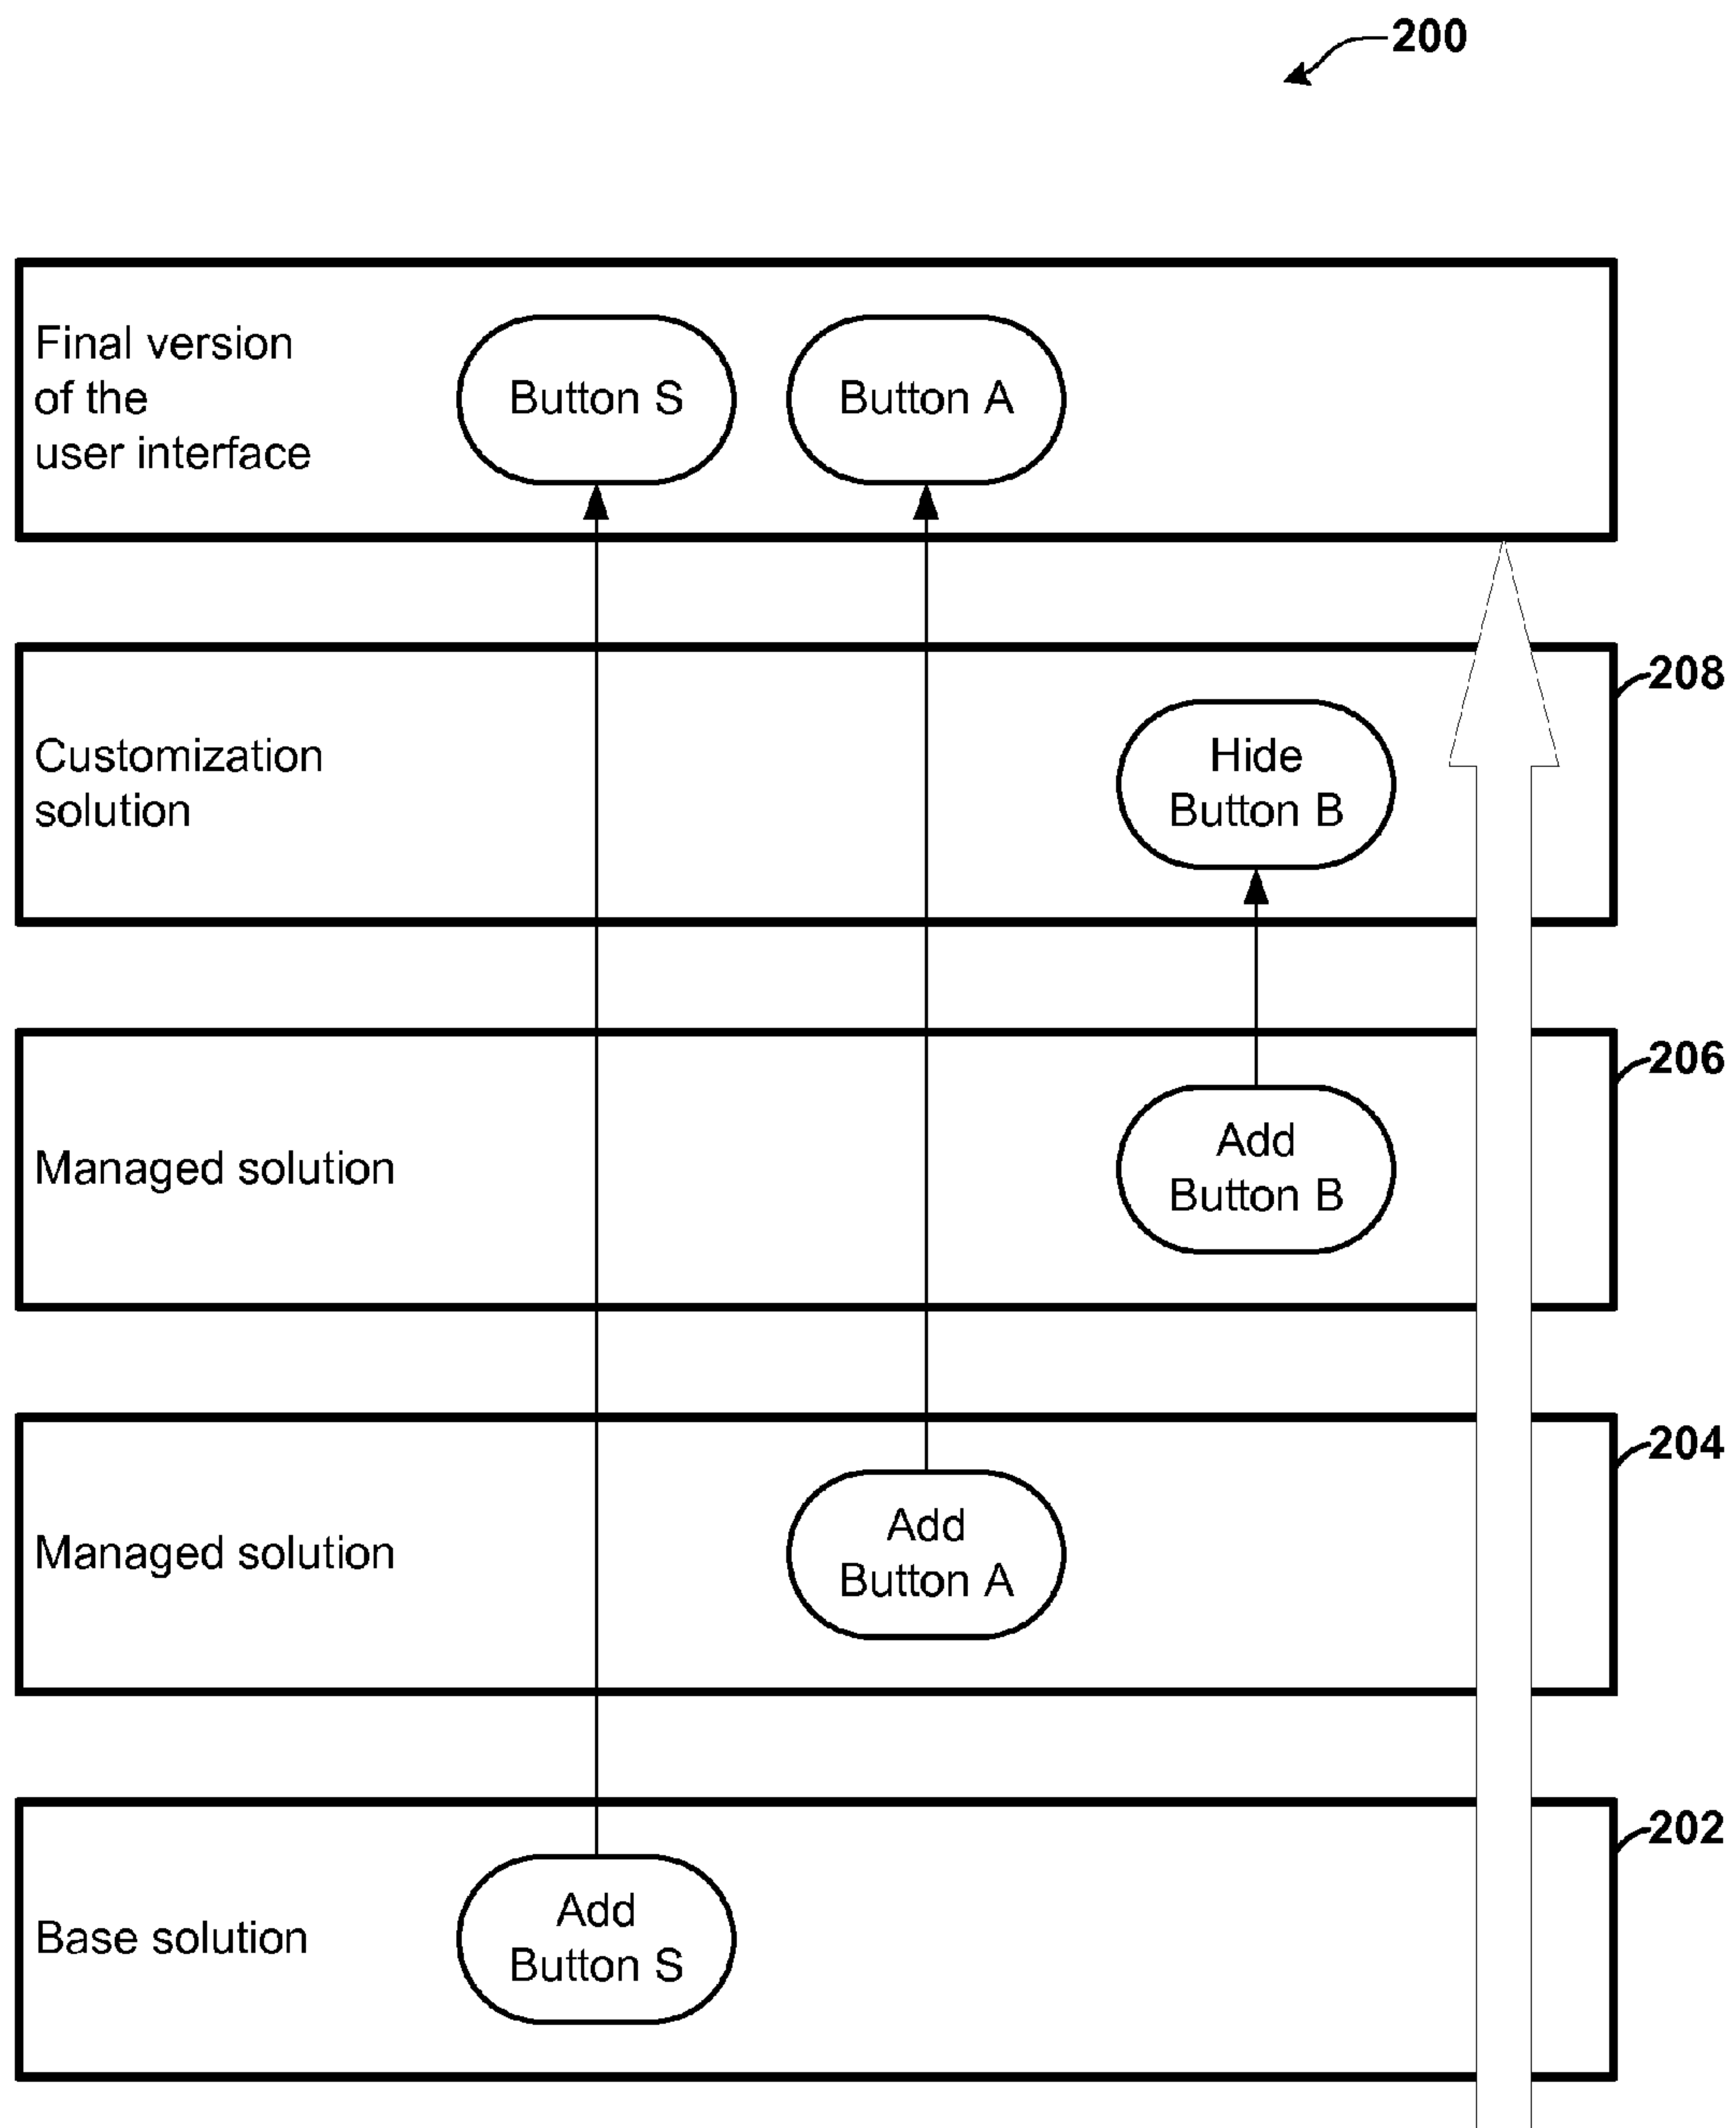 200
Final version
of the
user interface
Button S
Button A
208
Customization
solution
Hide
Button B
206
Managed solution
Add
Button B
204
Managed solution
Add
Button A
202
Base solution
Add
Button S